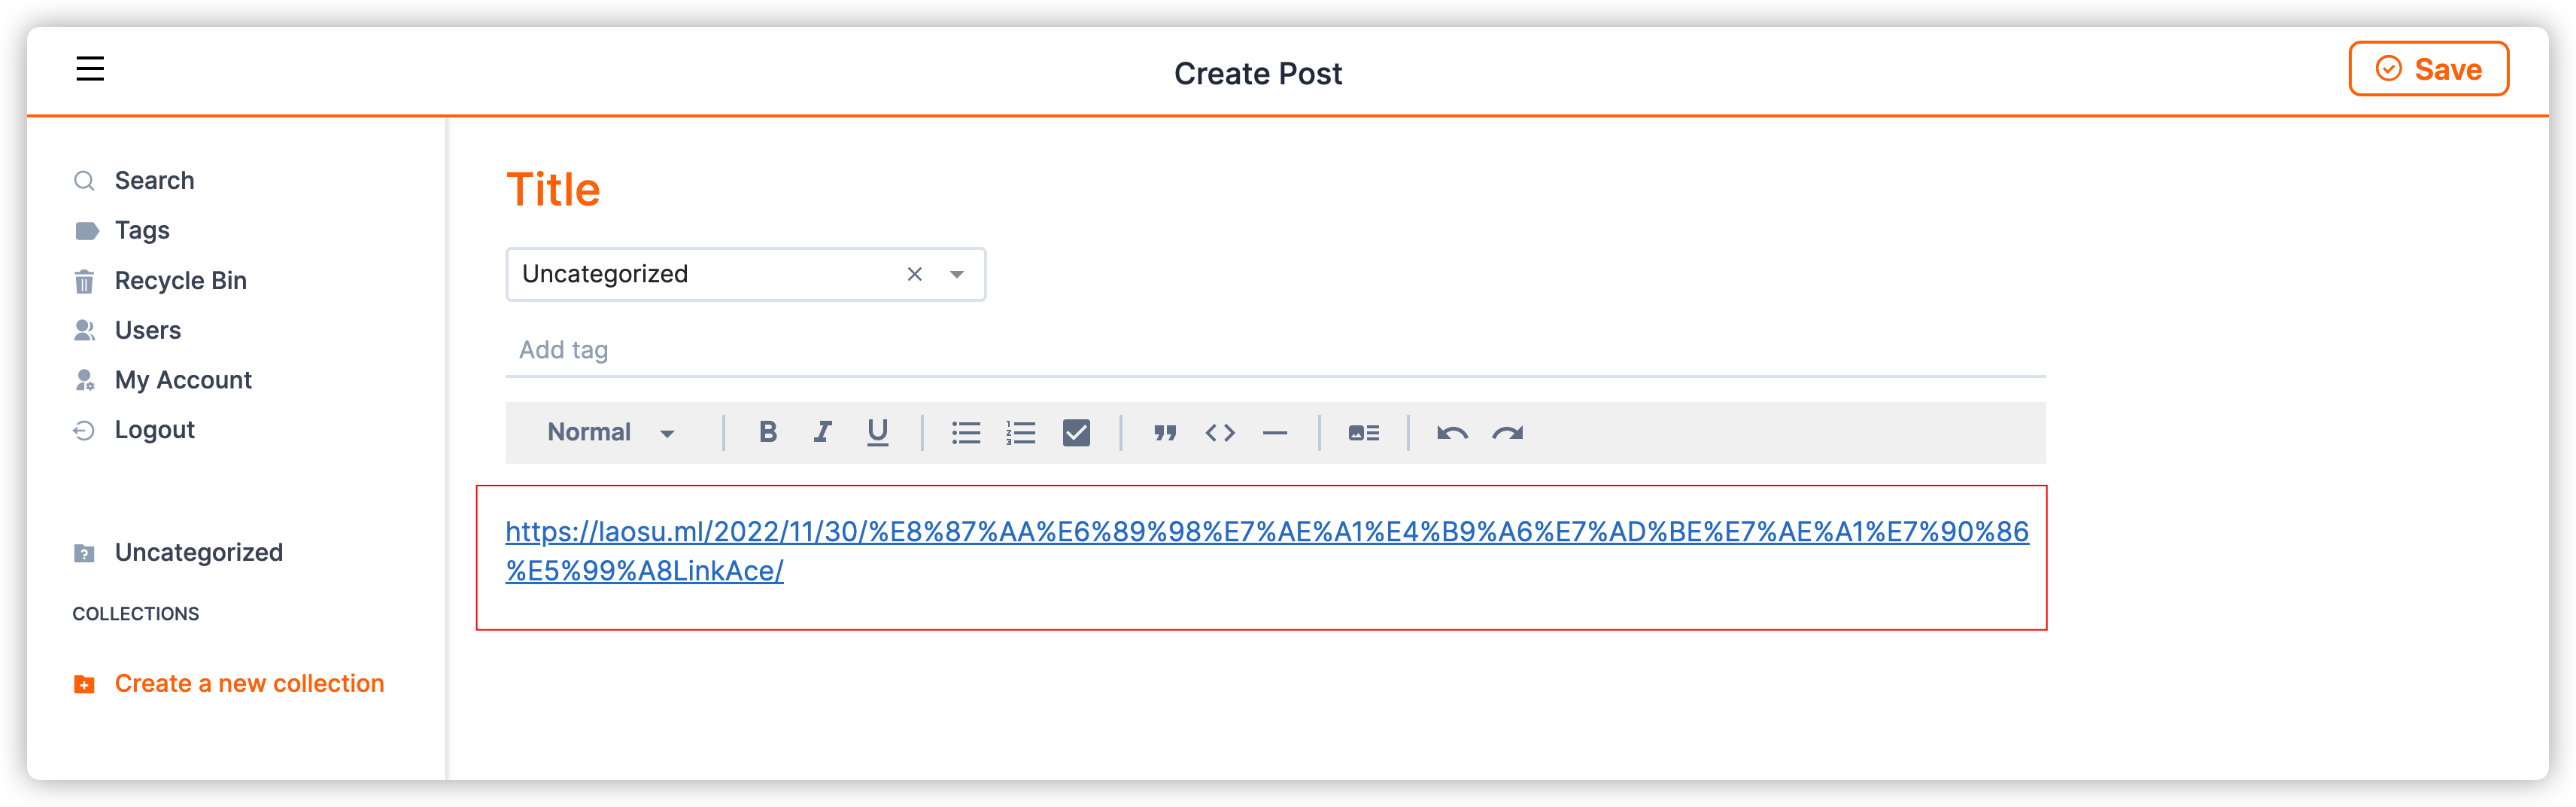 Create Post
Save
Search
Tags
Recycle Bin
Users
My Account
Logout
Uncategorized
COLLECTIONS
Create a new collection
Title
Uncategorized
Add tag
Normal
B I U
https://laosu.ml/2022/11/30/%E8%87%AA%E6%89%98%E7%AE%A1%E4%B9%A6%E7%AD%BE%E7%AE%A1%E7%90%86
%E5%99%A8LinkAce/